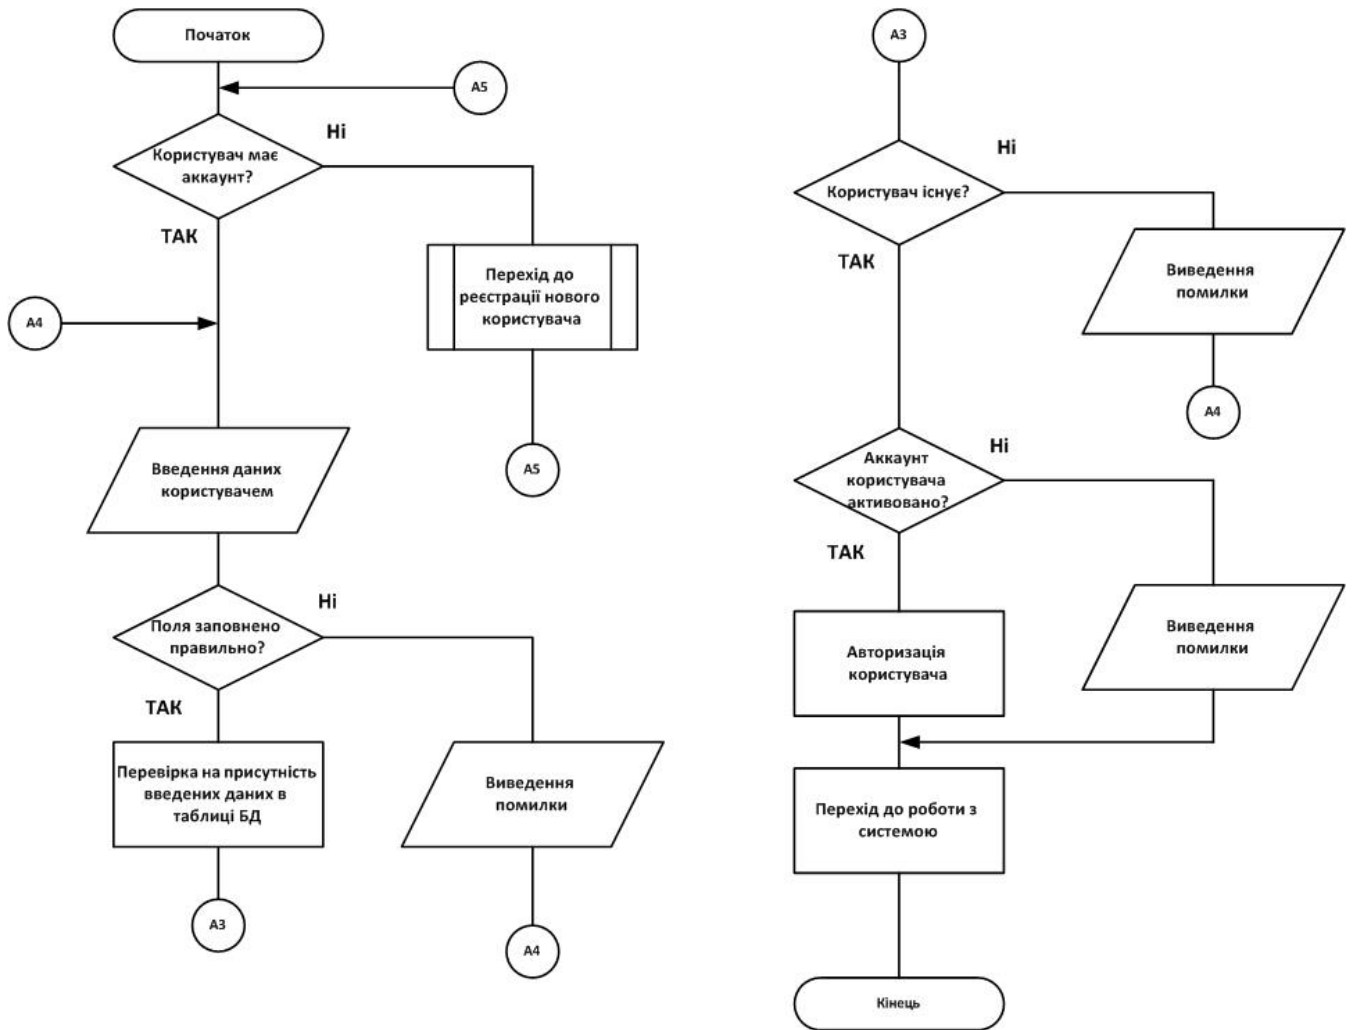 Початок
А5
Користувач має
аккаунт?
Ні
ТАК
Перехід до
реєстрації нового
користувача
А4
А5
Введення даних
користувачем
Поля заповнено
правильно?
Ні
ТАК
Перевірка на присутність
введених даних в
таблиці БД
Виведення
помилки
А3
А4
А3
Користувач існує?
Ні
ТАК
Виведення
помилки
А4
Аккаунт
користувача
активовано?
Ні
ТАК
Авторизація
користувача
Виведення
помилки
Перехід до роботи з
системою
Кінець